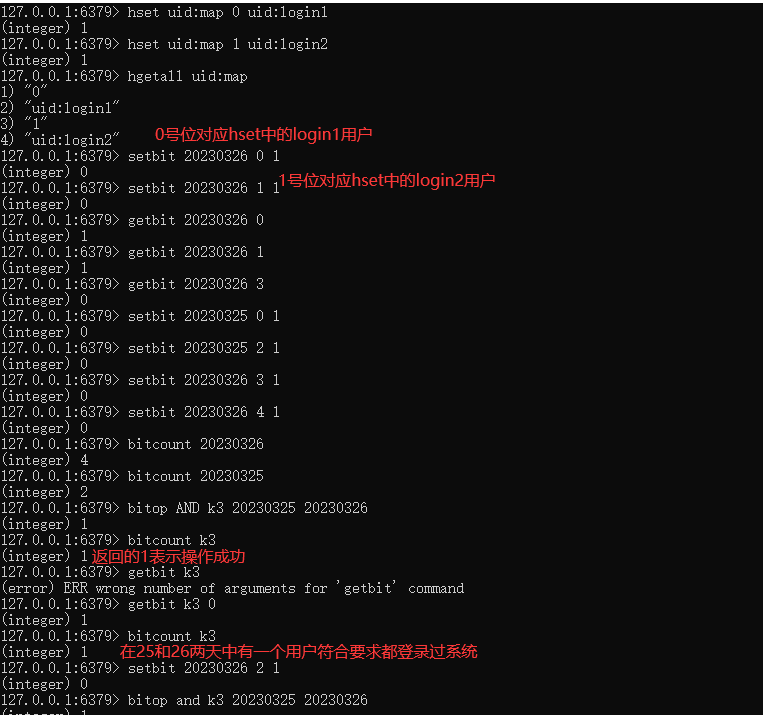 127.0.0.1:6379> hset uid:map 0 uid:login1
(integer) 1
127.0.0.1:6379> hset uid:map 1 uid:login2
(integer) 1
127.0.0.1:6379> hgetall uid:map
1) "0"
2) "uid:login1"
3) "1"
4) "uid:login2" 0号位对应hset中的login1用户
127.0.0.1:6379> setbit 20230326 0 1
(integer) 0
127.0.0.1:6379> setbit 20230326 1 1 1号位对应hset中的login2用户
(integer) 0
127.0.0.1:6379> getbit 20230326 0
(integer) 1
127.0.0.1:6379> getbit 20230326 1
(integer) 1
127.0.0.1:6379> getbit 20230326 3
(integer) 0
127.0.0.1:6379> setbit 20230325 0 1
(integer) 0
127.0.0.1:6379> setbit 20230325 2 1
(integer) 0
127.0.0.1:6379> setbit 20230326 3 1
(integer) 0
127.0.0.1:6379> setbit 20230326 4 1
(integer) 0
127.0.0.1:6379> bitcount 20230326
(integer) 4
127.0.0.1:6379> bitcount 20230325
(integer) 2
127.0.0.1:6379> bitop AND k3 20230325 20230326
(integer) 1
127.0.0.1:6379> bitcount k3
(integer) 1 返回的1表示操作成功
127.0.0.1:6379> getbit k3
(error) ERR wrong number of arguments for 'getbit' command
127.0.0.1:6379> getbit k3 0
(integer) 1
127.0.0.1:6379> bitcount k3
(integer) 1 在25和26两天中有一个用户符合要求都登录过系统
127.0.0.1:6379> setbit 20230326 2 1
(integer) 0
127.0.0.1:6379> bitop and k3 20230325 20230326
(integer) 1